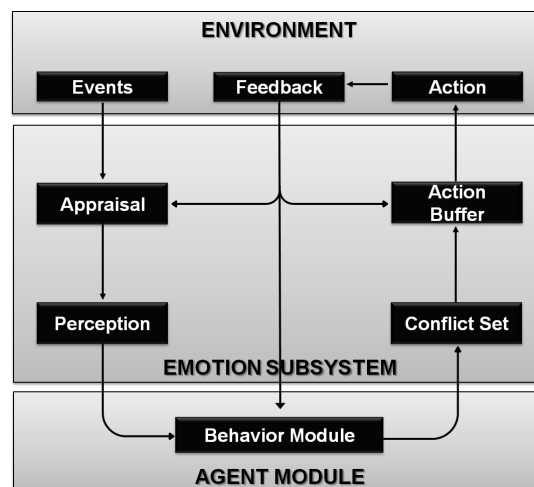 ENVIRONMENT
Events
Feedback
Action
Appraisal
Action
Buffer
Perception
Conflict Set
EMOTION SUBSYSTEM
Behavior Module
AGENT MODULE